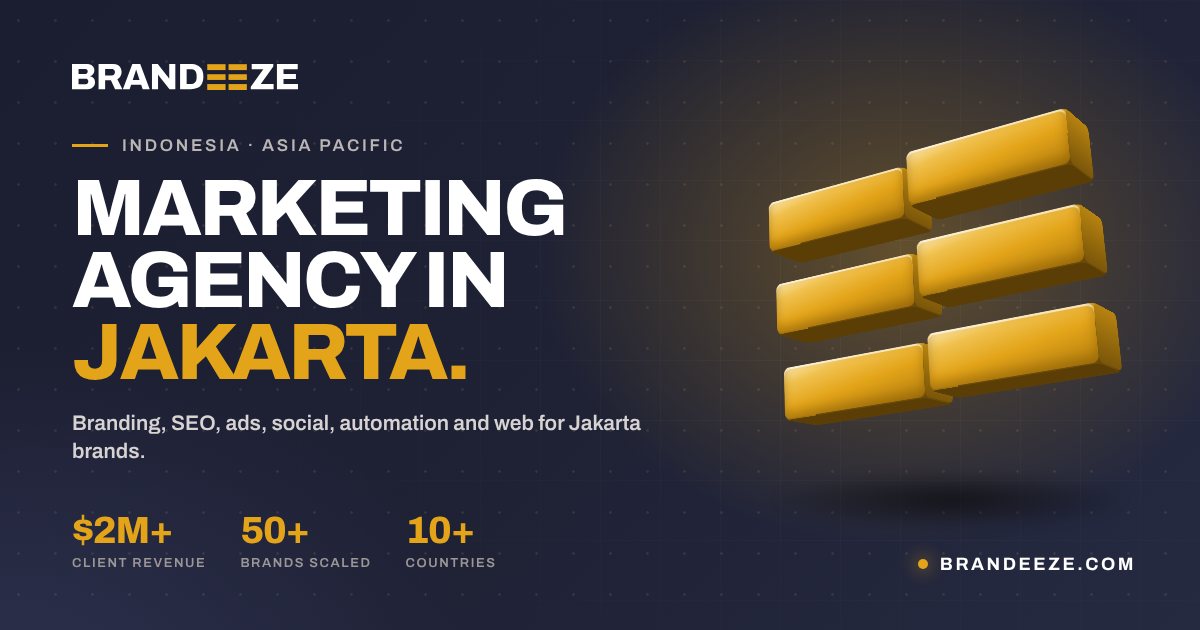 BRANDEEZE
INDONESIA · ASIA PACIFIC
MARKETING
AGENCY IN
JAKARTA.
Branding, SEO, ads, social, automation and web for Jakarta
brands.
$2M+ 50+ 10+
CLIENT REVENUE BRANDS SCALED COUNTRIES
BRANDEEZE.COM